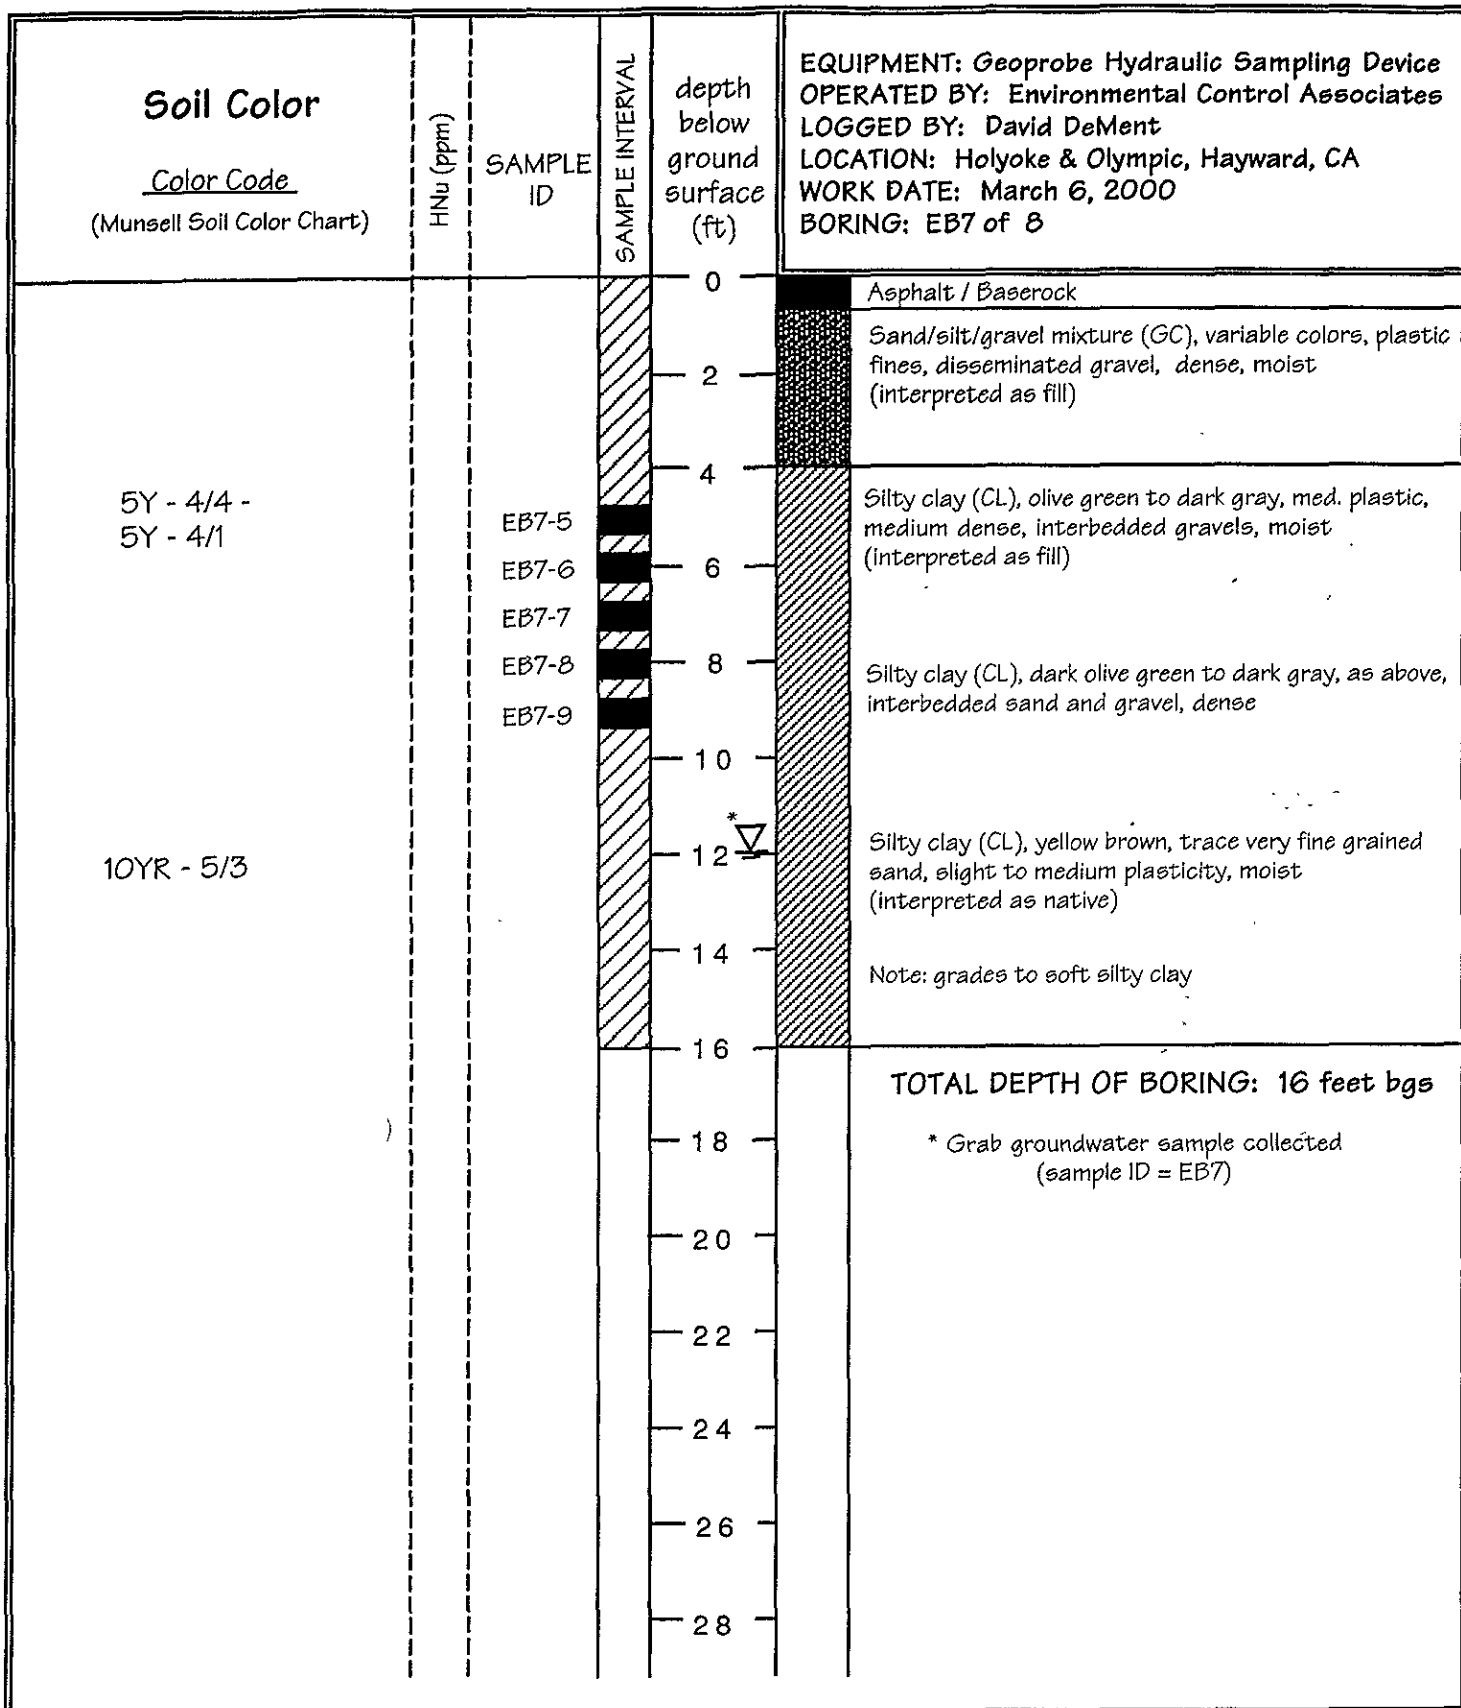 Soil Color
Color Code
(Munsell Soil Color Chart)
HNu (ppm)
SAMPLE
ID
SAMPLE INTERVAL
depth
below
ground
surface
(ft)
EQUIPMENT: Geoprobe Hydraulic Sampling Device
OPERATED BY: Environmental Control Associates
LOGGED BY: David DeMent
LOCATION: Holyoke & Olympic, Hayward, CA
WORK DATE: March 6, 2000
BORING: EB7 of 8
0
Asphalt / Baserock
Sand/silt/gravel mixture (GC), variable colors, plastic
fines, disseminated gravel, dense, moist
(interpreted as fill)
2
4
5Y - 4/4 -
5Y - 4/1
EB7-5
Silty clay (CL), olive green to dark gray, med. plastic,
medium dense, interbedded gravels, moist
(interpreted as fill)
EB7-6
6
EB7-7
EB7-8
8
Silty clay (CL), dark olive green to dark gray, as above,
interbedded sand and gravel, dense
EB7-9
10
*
12
10YR - 5/3
Silty clay (CL), yellow brown, trace very fine grained
sand, slight to medium plasticity, moist
(interpreted as native)
14
Note: grades to soft silty clay
16
TOTAL DEPTH OF BORING: 16 feet bgs
18
* Grab groundwater sample collected
(sample ID = EB7)
20
22
24
26
28